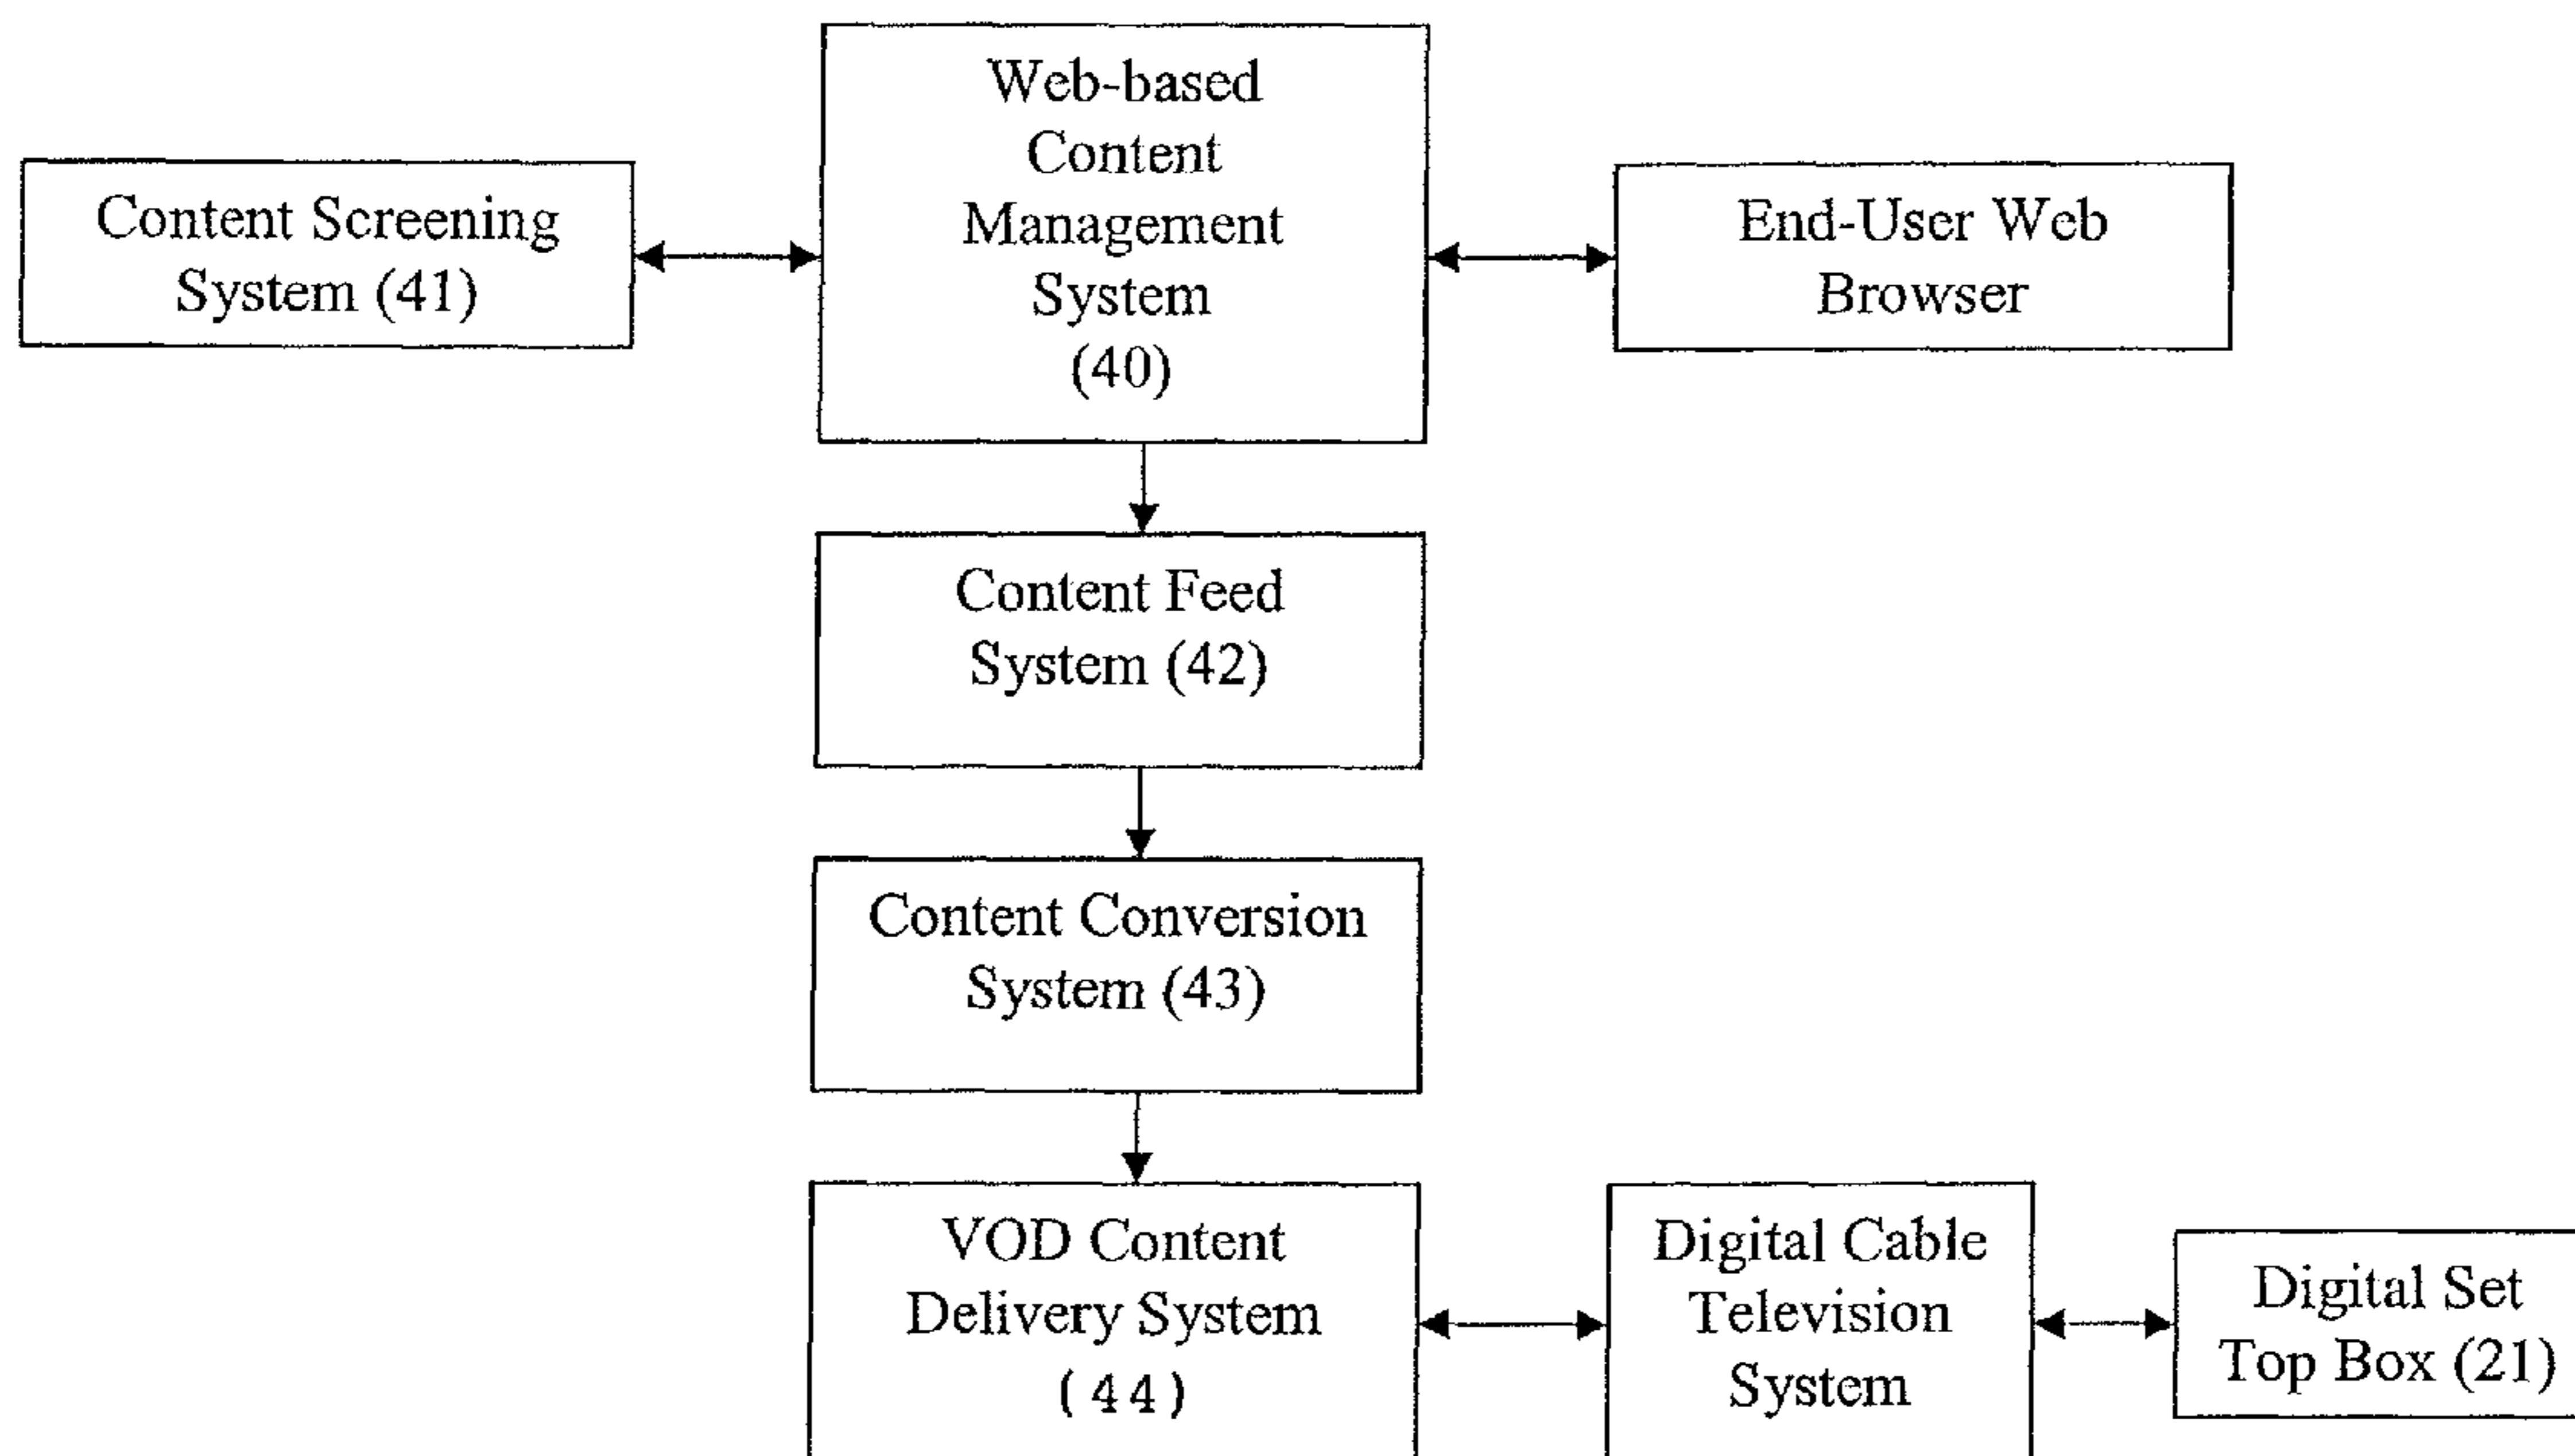 Web-based
Content
Management
System
(40)
Content Screening
System (41)
End-User Web
Browser
Content Feed
System (42)
Content Conversion
System (43)
VOD Content
Delivery System
(44)
Digital Cable
Television
System
Digital Set
Top Box (21)